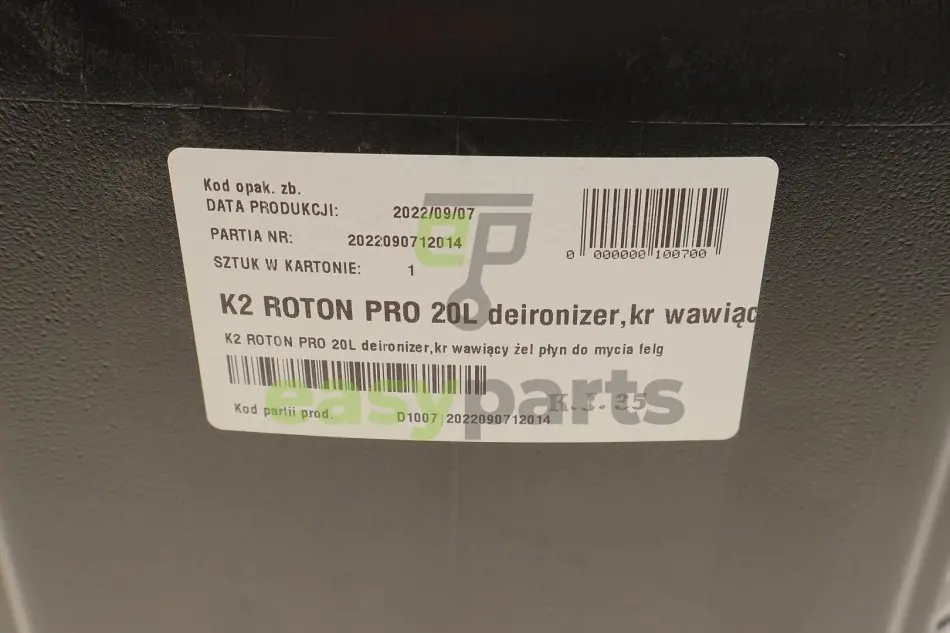 Kod opak. zb.
DATA PRODUKCJI: 2022/09/07
PARTIA NR: 2022090712014
SZTUK W KARTONIE: 1
0 000000 100700
K2 ROTON PRO 20L deironizer,kr wawiąc
K2 ROTON PRO 20L deironizer,kr wawiący żel płyn do mycia felg
Kod partii prod. D1007 2022090712014
K.J.35
ep
easyparts